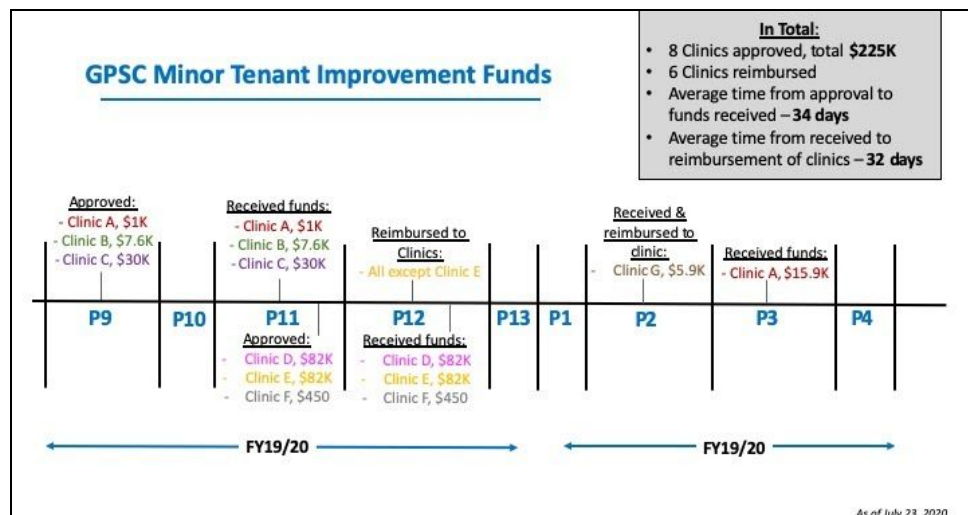 In Total:
• 8 Clinics approved, total $225K
• 6 Clinics reimbursed
• Average time from approval to
funds received – 34 days
• Average time from received to
reimbursement of clinics – 32 days
GPSC Minor Tenant Improvement Funds
Approved:
- Clinic A, $1K
- Clinic B, $7.6K
- Clinic C, $30K
Received funds:
- Clinic A, $1K
- Clinic B, $7.6K
- Clinic C, $30K
Reimbursed to
Clinics:
- All except Clinic E
Received &
reimbursed to
clinic:
- Clinic G, $5.9K
Received funds:
- Clinic A, $15.9K
P9 P10 P11 P12 P13 P1 P2 P3 P4
Approved:
- Clinic D, $82K
- Clinic E, $82K
- Clinic F, $450
Received funds:
- Clinic D, $82K
- Clinic E, $82K
- Clinic F, $450
FY19/20
FY19/20
As of July 23, 2020